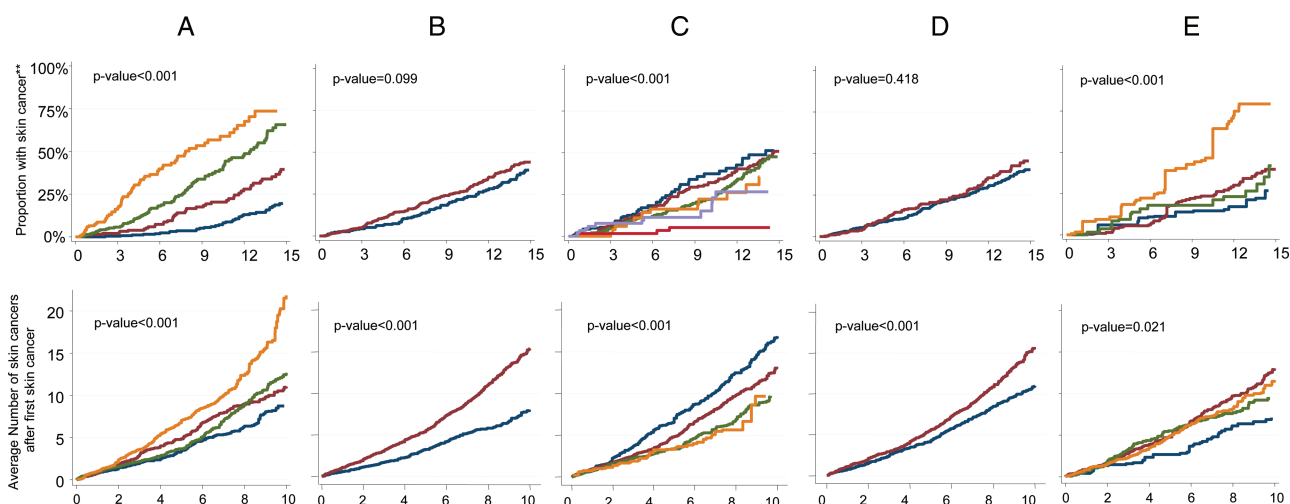 A B C D E
Proportion with skin cancer**
100%
75%
50%
25%
0%
p-value<0.001
p-value=0.099
p-value<0.001
p-value=0.418
p-value<0.001
0 3 6 9 12 15
0 3 6 9 12 15
0 3 6 9 12 15
0 3 6 9 12 15
0 3 6 9 12 15
Average Number of skin cancers
after first skin cancer
20
15
10
5
0
p-value<0.001
p-value<0.001
p-value<0.001
p-value<0.001
p-value=0.021
0 2 4 6 8 10
0 2 4 6 8 10
0 2 4 6 8 10
0 2 4 6 8 10
0 2 4 6 8 10